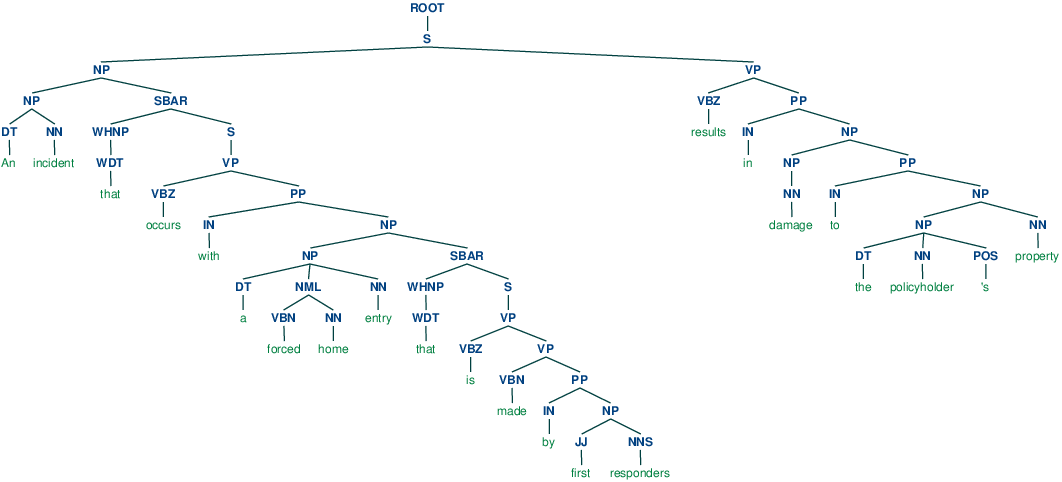 ROOT
S
NP VP
NP SBAR VBZ PP
DT NN WHNP S results IN NP
An incident WDT VP in NP PP
that VBZ PP NN IN NP
occurs IN NP damage to NP NN
with NP SBAR DT NN POS property
DT NML NN WHNP S the policyholder 's
a VBN NN entry WDT VP
forced home that VBZ VP
is VBN PP
made IN NP
by JJ NNS
first responders